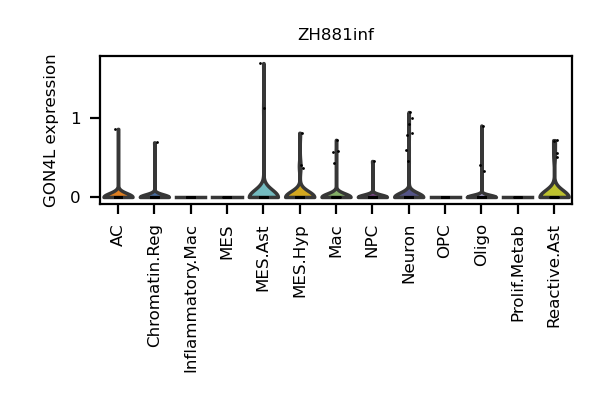 ZH881inf
GON4L expression
1
0
AC
Chromatin.Reg
Inflammatory.Mac
MES
MES.Ast
MES.Hyp
Mac
NPC
Neuron
OPC
Oligo
Prolif.Metab
Reactive.Ast